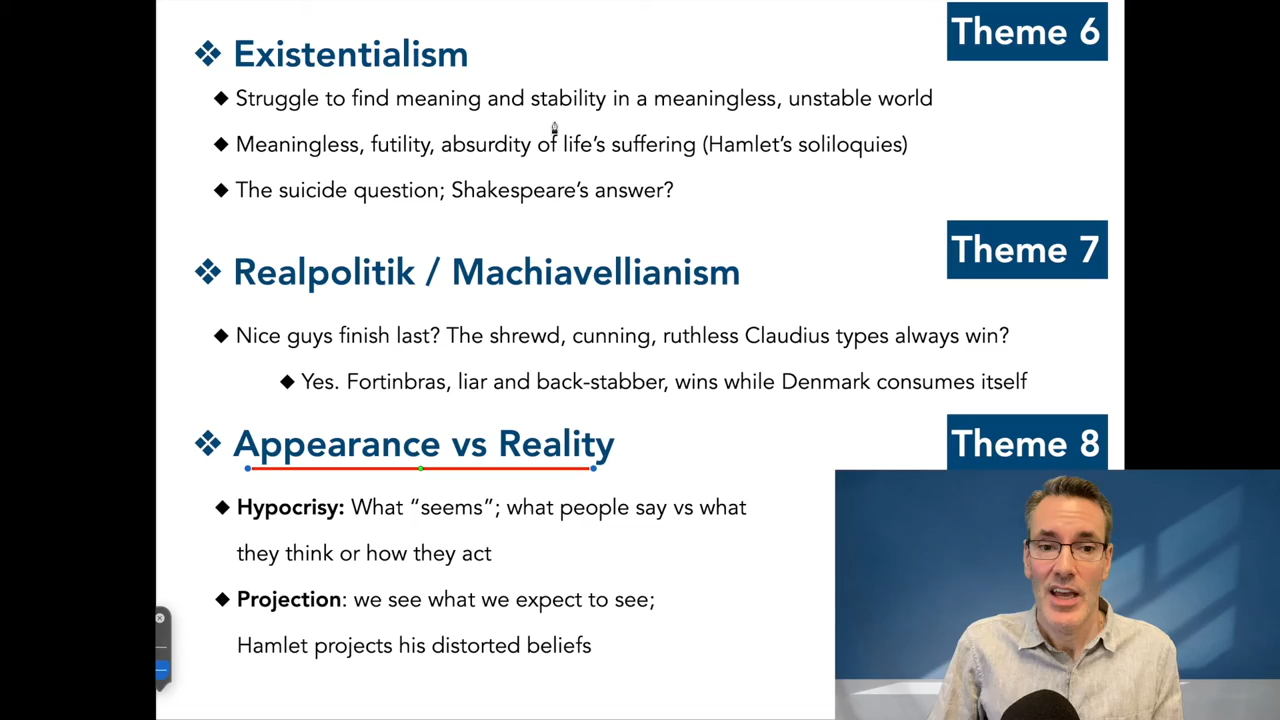 Theme 6
❖ Existentialism
◆ Struggle to find meaning and stability in a meaningless, unstable world
◆ Meaningless, futility, absurdity of life’s suffering (Hamlet’s soliloquies)
◆ The suicide question; Shakespeare’s answer?
Theme 7
❖ Realpolitik / Machiavellianism
◆ Nice guys finish last? The shrewd, cunning, ruthless Claudius types always win?
◆ Yes. Fortinbras, liar and back-stabber, wins while Denmark consumes itself
❖ Appearance vs Reality
Theme 8
◆ Hypocrisy: What “seems”; what people say vs what
they think or how they act
◆ Projection: we see what we expect to see;
Hamlet projects his distorted beliefs